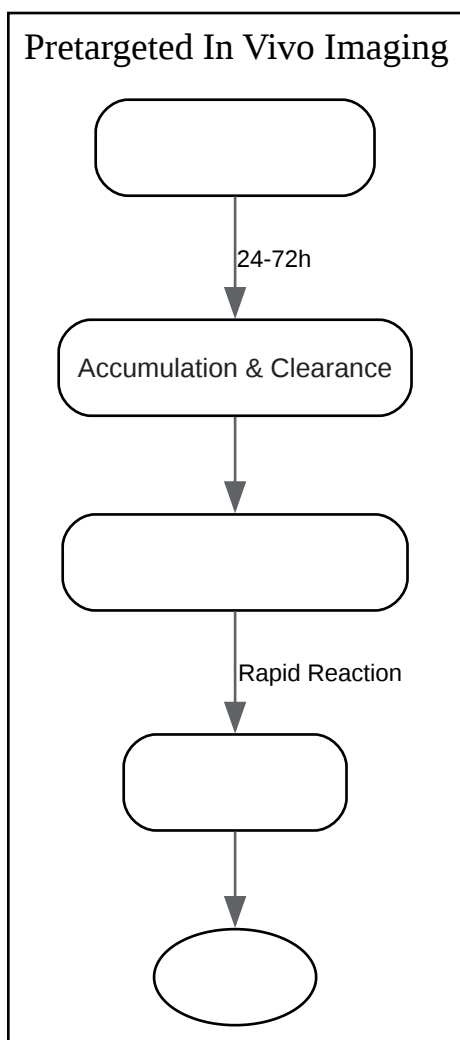 Pretargeted In Vivo Imaging
24-72h
Accumulation & Clearance
Rapid Reaction